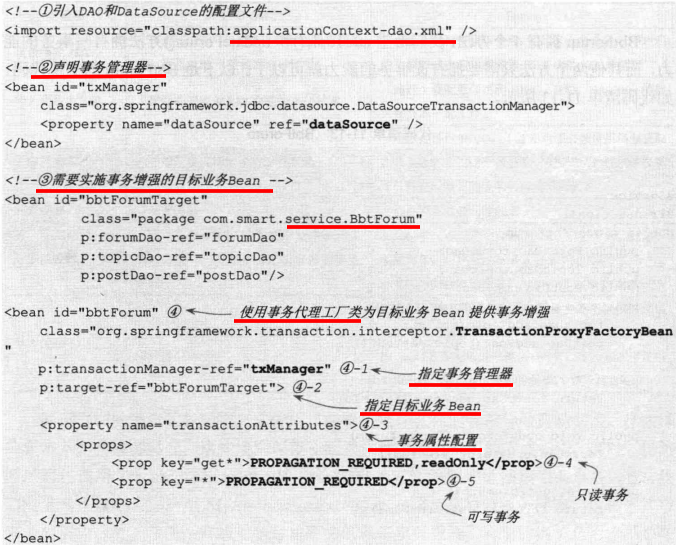 <!--①引入DAO和DataSource的配置文件-->
<import resource="classpath:applicationContext-dao.xml" />
<!--②声明事务管理器-->
<bean id="txManager"
class="org.springframework.jdbc.datasource.DataSourceTransactionManager">
<property name="dataSource" ref="dataSource" />
</bean>
<!--③需要实施事务增强的目标业务Bean -->
<bean id="bbtForumTarget"
class="package com.smart.service.BbtForum"
p:forumDao-ref="forumDao"
p:topicDao-ref="topicDao"
p:postDao-ref="postDao"/>
<bean id="bbtForum" ④ 使用事务代理工厂类为目标业务 Bean 提供事务增强
class="org.springframework.transaction.interceptor.TransactionProxyFactoryBean
"
p:transactionManager-ref="txManager" ④-1 指定事务管理器
p:target-ref="bbtForumTarget"> ④-2
指定目标业务 Bean
<property name="transactionAttributes">④-3
事务属性配置
<props>
<prop key="get*">PROPAGATION_REQUIRED,readOnly</prop>④-4
<prop key="*">PROPAGATION_REQUIRED</prop>④-5
只读事务
</props>
可写事务
</property>
</bean>